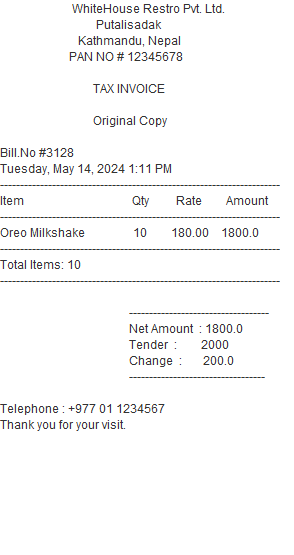 WhiteHouse Restro Pvt. Ltd.
Putalisadak
Kathmandu, Nepal
PAN NO # 12345678
TAX INVOICE
Original Copy
Bill.No #3128
Tuesday, May 14, 2024 1:11 PM
----------------------------------------------------------------------
Item Qty Rate Amount
----------------------------------------------------------------------
Oreo Milkshake 10 180.00 1800.0
----------------------------------------------------------------------
Total Items: 10
----------------------------------------------------------------------
-----------------------------------
Net Amount : 1800.0
Tender : 2000
Change : 200.0
----------------------------------
Telephone : +977 01 1234567
Thank you for your visit.